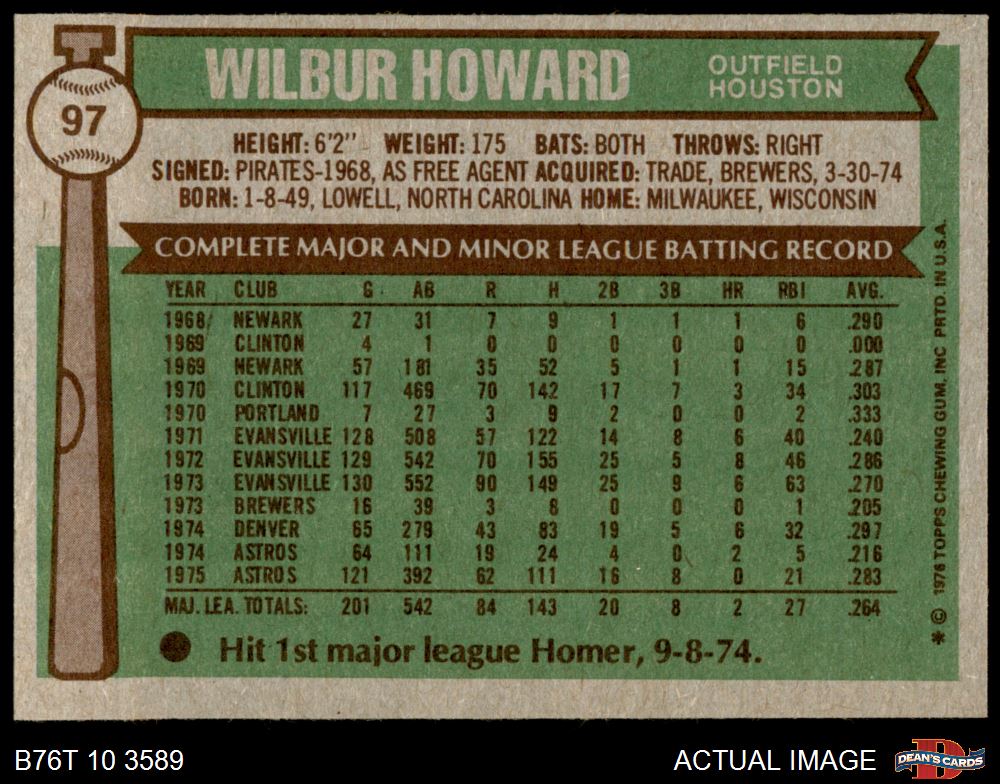 WILBUR HOWARD
OUTFIELD
HOUSTON
97
HEIGHT: 6'2" WEIGHT: 175 BATS: BOTH THROWS: RIGHT
SIGNED: PIRATES-1968, AS FREE AGENT ACQUIRED: TRADE, BREWERS, 3-30-74
BORN: 1-8-49, LOWELL, NORTH CAROLINA HOME: MILWAUKEE, WISCONSIN
COMPLETE MAJOR AND MINOR LEAGUE BATTING RECORD
YEAR CLUB G AB R H 2B 3B HR RBI AVG.
1968 NEWARK 27 31 7 9 1 1 1 6 .290
1969 CLINTON 4 1 0 0 0 0 0 0 .000
1969 NEWARK 57 181 35 52 5 1 1 15 .287
1970 CLINTON 117 469 70 142 17 7 3 34 .303
1970 PORTLAND 7 27 3 9 2 0 0 2 .333
1971 EVANSVILLE 128 508 57 122 14 8 6 40 .240
1972 EVANSVILLE 129 542 70 155 25 5 8 46 .286
1973 EVANSVILLE 130 552 90 149 25 9 6 63 .270
1973 BREWERS 16 39 3 8 0 0 0 1 .205
1974 DENVER 65 279 43 83 19 5 6 32 .297
1974 ASTROS 64 111 19 24 4 0 2 5 .216
1975 ASTROS 121 392 62 111 16 8 0 21 .283
MAJ. LEA. TOTALS: 201 542 84 143 20 8 2 27 .264
Hit 1st major league Homer, 9-8-74.
* © 1976 TOPPS CHEWING GUM, INC PRTD. IN U.S.A.
B76T 10 3589
ACTUAL IMAGE
DEAN'S CARDS